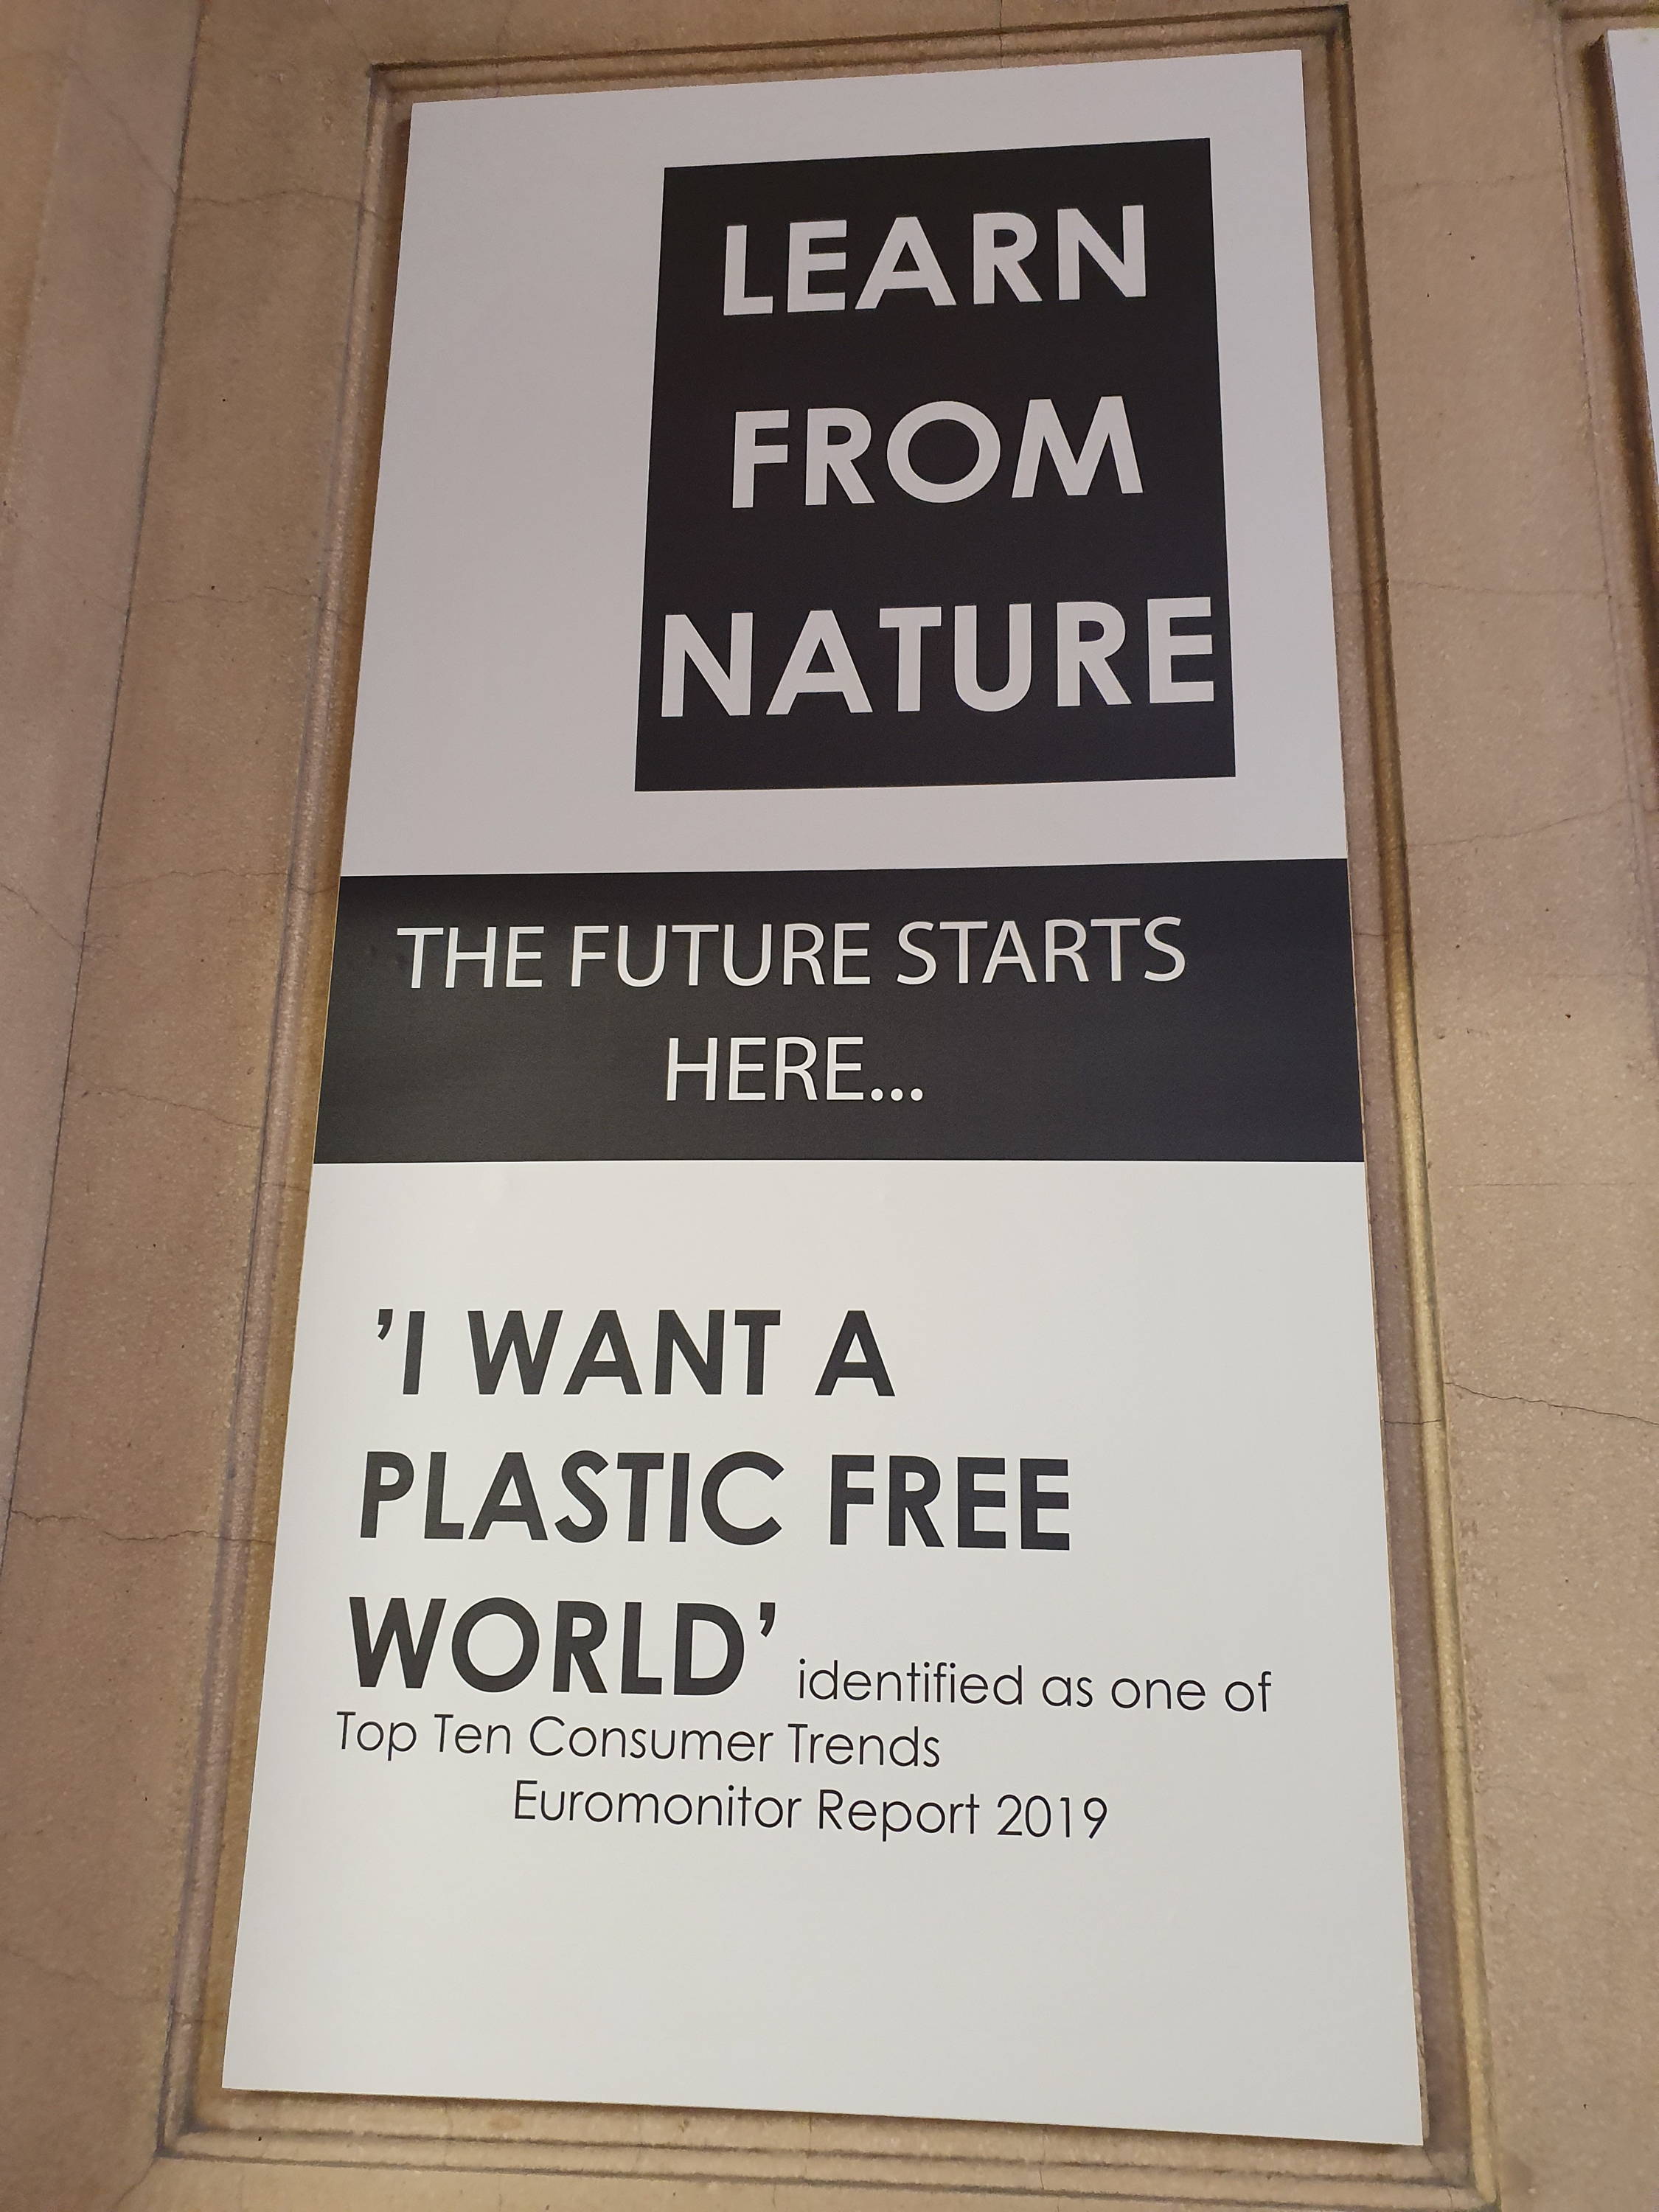 LEARN
FROM
NATURE
THE FUTURE STARTS
HERE...
’I WANT A
PLASTIC FREE
WORLD’ identified as one of
Top Ten Consumer Trends
Euromonitor Report 2019